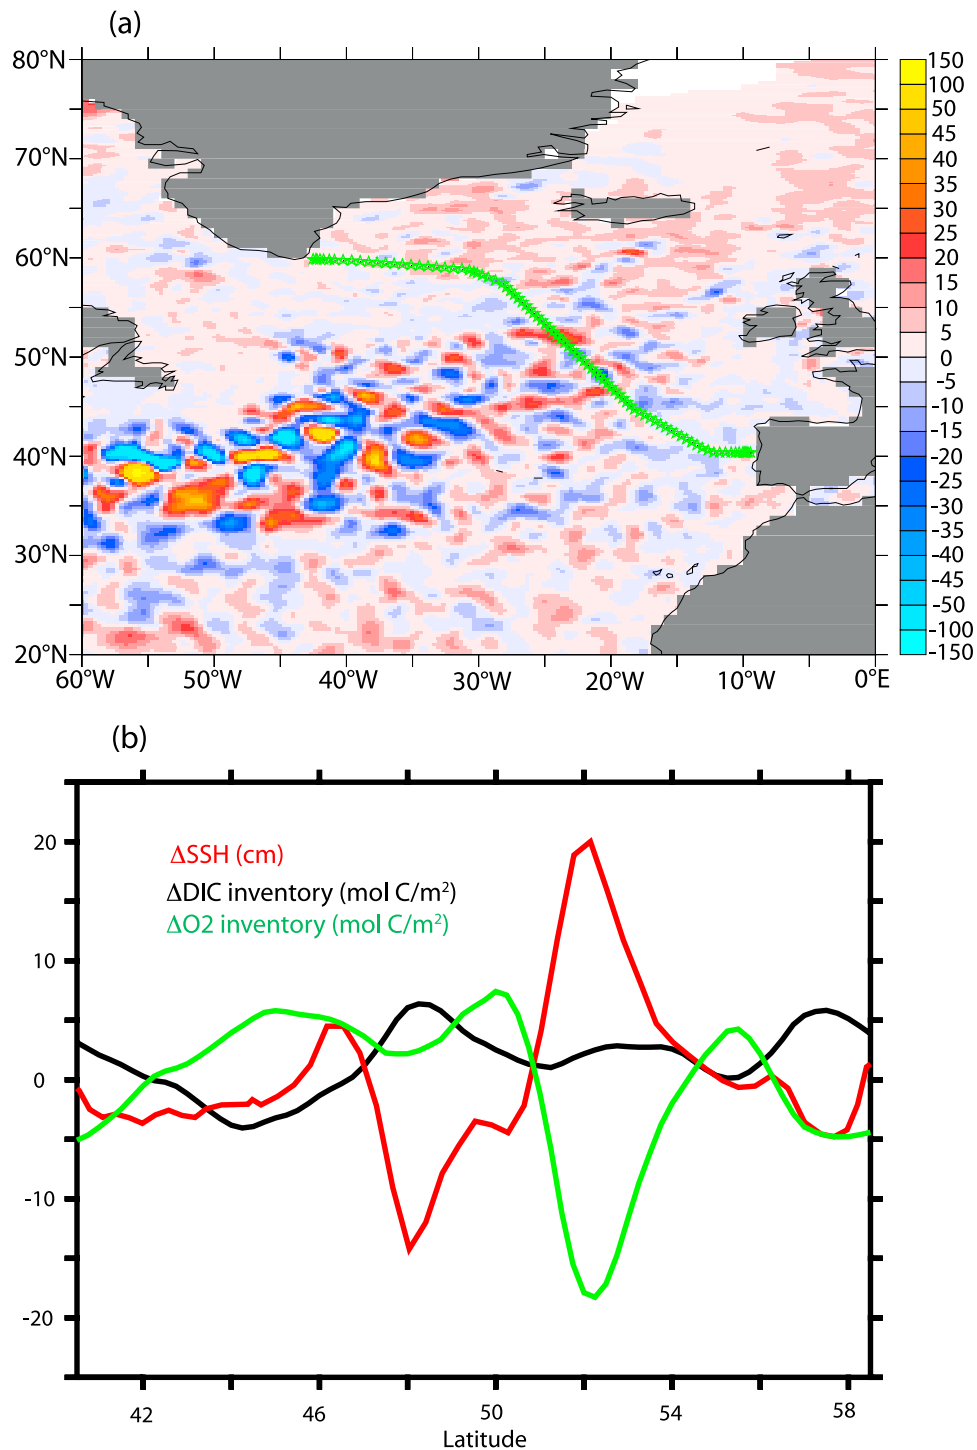 (a)
80°N
70°N
60°N
50°N
40°N
30°N
20°N
60°W 50°W 40°W 30°W 20°W 10°W 0°E
150
100
50
45
40
35
30
25
20
15
10
5
0
-5
-10
-15
-20
-25
-30
-35
-40
-45
-50
-100
-150
(b)
20
10
0
-10
-20
ΔSSH (cm)
ΔDIC inventory (mol C/m²)
ΔO2 inventory (mol C/m²)
42 46 50 54 58
Latitude